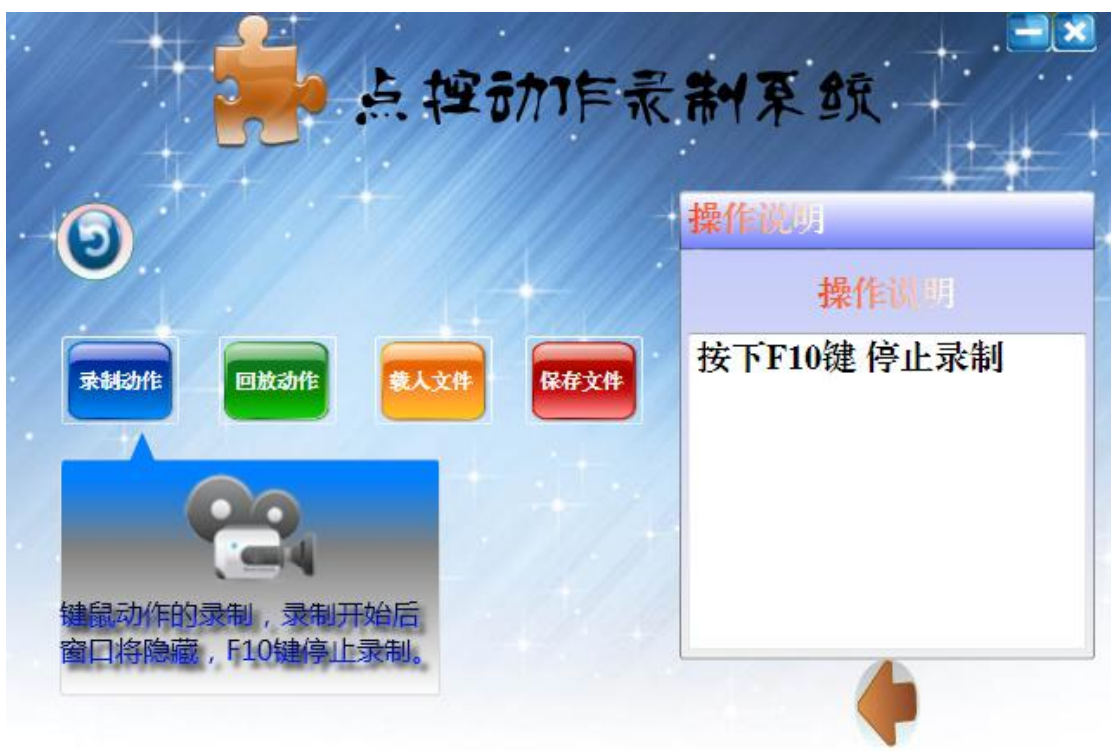 点控动作录制系统
操作说明
操作说明
按下F10键 停止录制
录制动作
回放动作
载人文件
保存文件
键鼠动作的录制，录制开始后
窗口将隐藏，F10键停止录制。